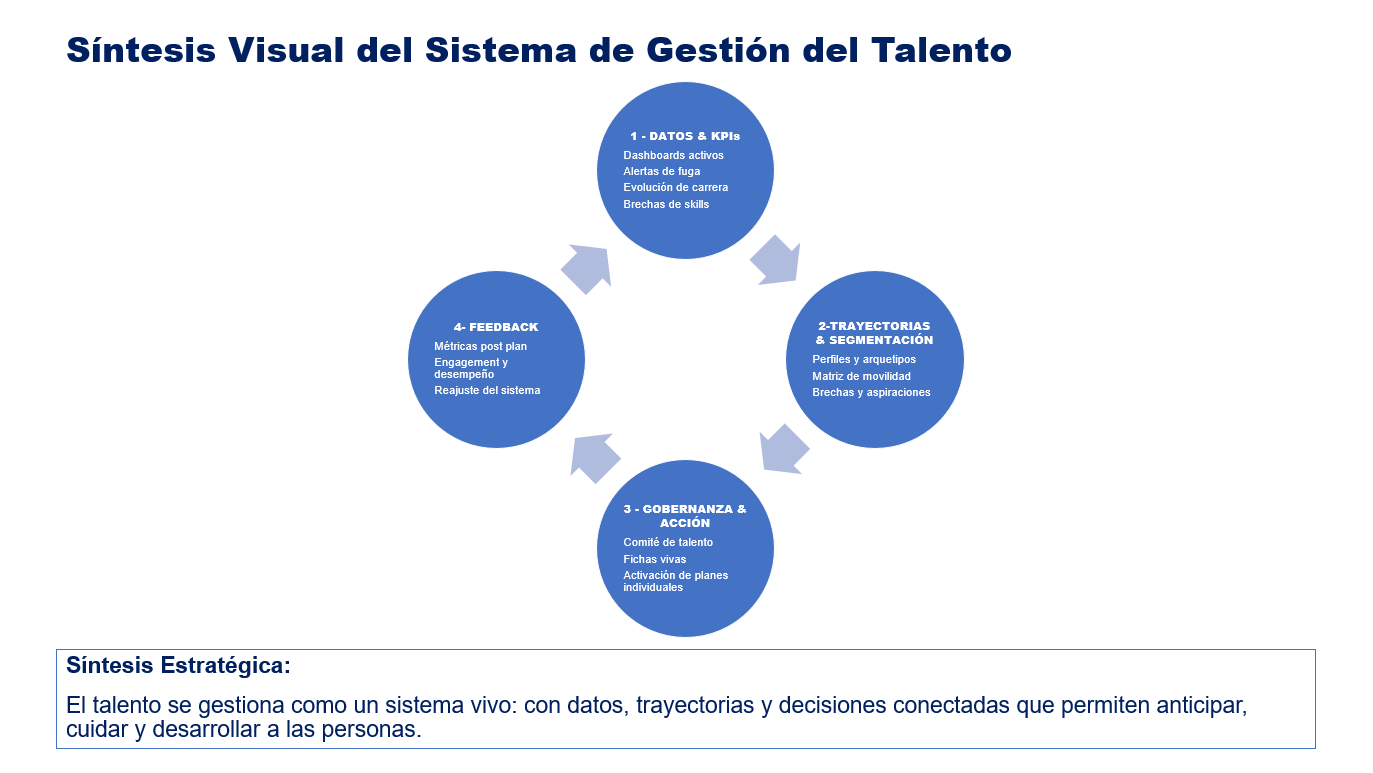 Síntesis Visual del Sistema de Gestión del Talento
1 - DATOS & KPIs
Dashboards activos
Alertas de fuga
Evolución de carrera
Brechas de skills
2-TRAYECTORIAS
& SEGMENTACIÓN
Perfiles y arquetipos
Matriz de movilidad
Brechas y aspiraciones
3 - GOBERNANZA &
ACCIÓN
Comité de talento
Fichas vivas
Activación de planes
individuales
4- FEEDBACK
Métricas post plan
Engagement y
desempeño
Reajuste del sistema
Síntesis Estratégica:
El talento se gestiona como un sistema vivo: con datos, trayectorias y decisiones conectadas que permiten anticipar,
cuidar y desarrollar a las personas.